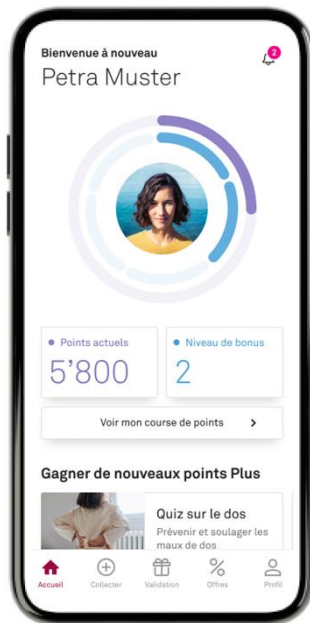 Bienvenue à nouveau
2
Petra Muster
Points actuels
Niveau de bonus
5'800
2
Voir mon course de points
Gagner de nouveaux points Plus
Quiz sur le dos
Prévenir et soulager les
maux de dos
Accueil
Collecter
Validation
Offres
Profil